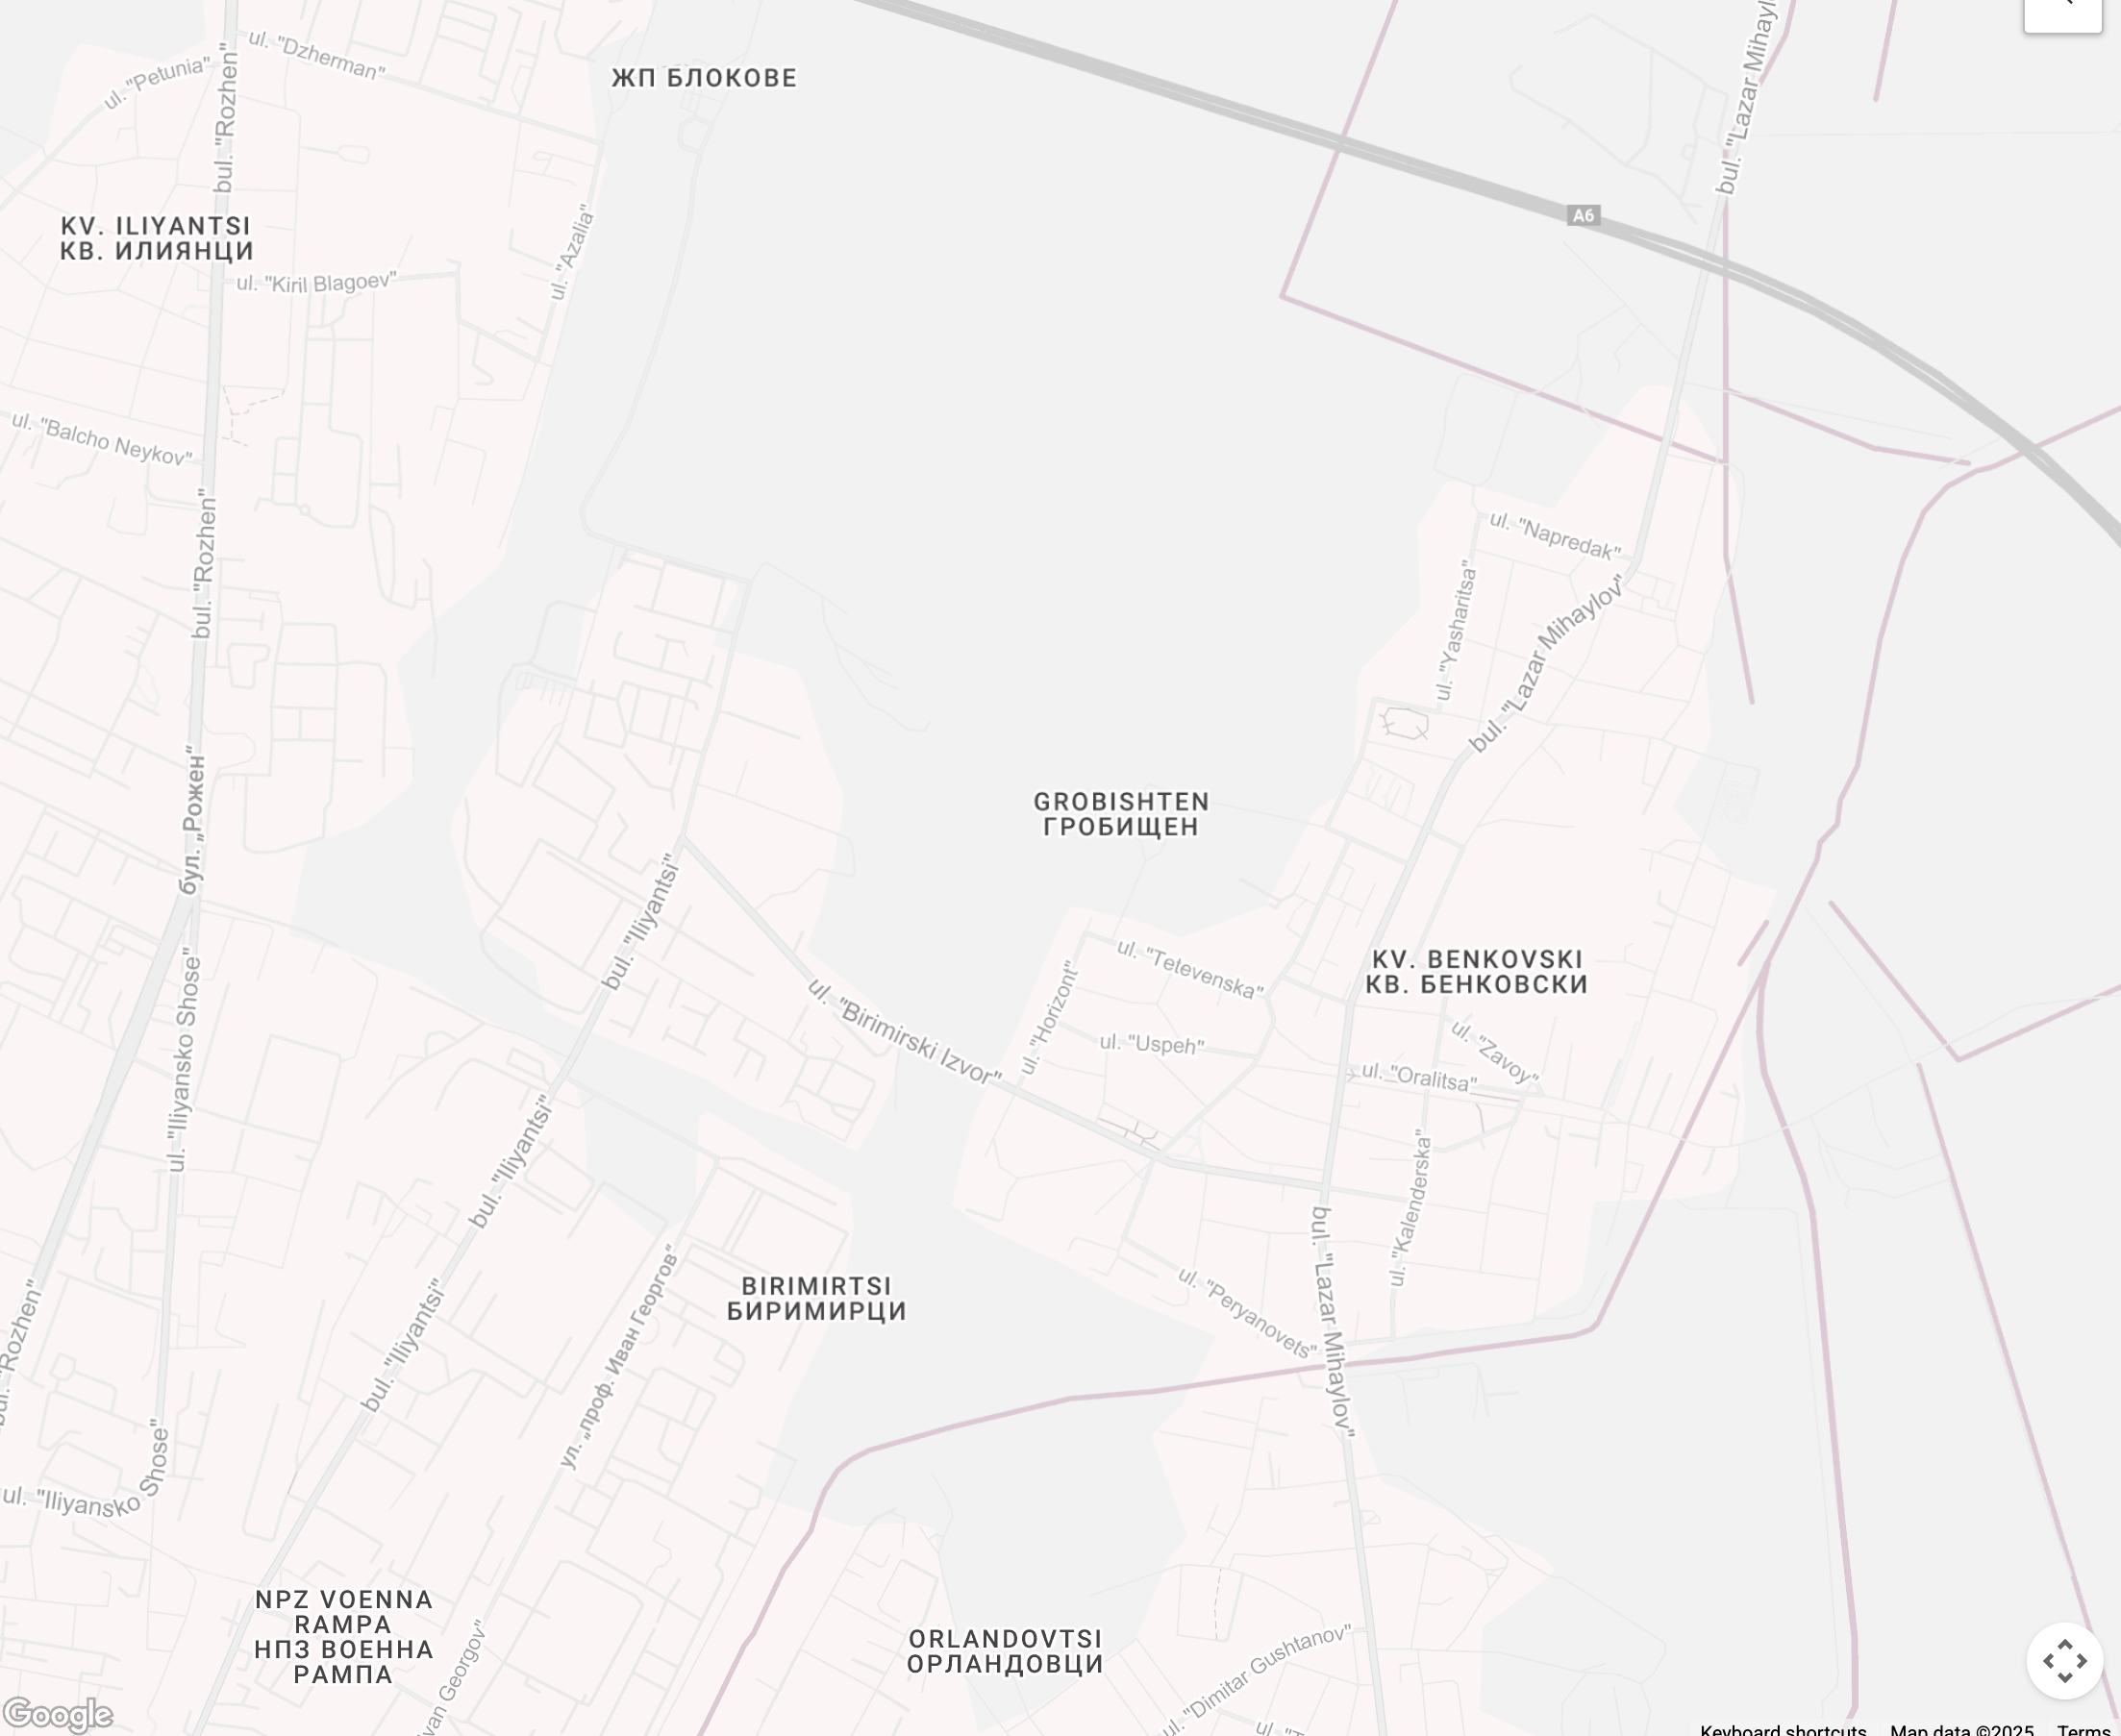 ul. "Dzherman"
ul. "Petunia"
bul. "Rozhen"
ЖП БЛОКОВЕ
bul. "Lazar Mihayl
A6
KV. ILIYANTSI
КВ. ИЛИЯНЦИ
ul. "Azalia"
ul. "Kiril Blagoev"
ul. "Balcho Neykov"
bul. "Rozhen"
ul. "Napredak"
ul. "Yasharitsa"
bul. "Lazar Mihaylov"
бул. „Рожен“
GROBISHTEN
ГРОБИЩЕН
bul. "Iliyantsi"
ul. "Iliyansko Shose"
ul. "Birimirski Izvor"
ul. "Horizont"
ul. "Tetevenska"
KV. BENKOVSKI
КВ. БЕНКОВСКИ
ul. "Uspeh"
ul. "Zavoy"
ul. "Oralitsa"
bul. "Iliyantsi"
ul. "Kalenderska"
bul. "Lazar Mihaylov"
ul. "Peryanovets"
BIRIMIRTSI
БИРИМИРЦИ
ул. „проф. Иван Георгов“
bul. "Iliyantsi"
bul. "Rozhen"
ul. "Iliyansko Shose"
NPZ VOENNA
RAMPA
НПЗ ВОЕННА
РАМПА
ORLANDOVTSI
ОРЛАНДОВЦИ
ul. "Dimitar Gushtanov"
van Georgov"
ul. "T
Google
Keyboard shortcuts
Map data ©2025
Terms